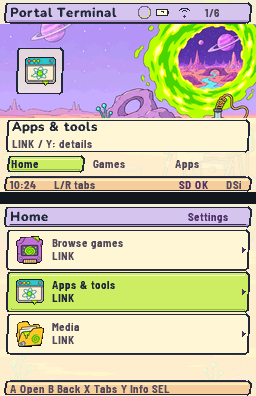 Portal Terminal 1/6
Apps & tools
LINK / Y: details
Home Games Apps
10:24 L/R tabs SD OK DSi
Home Settings
Browse games
LINK
Apps & tools
LINK
Media
LINK
A Open B Back X Tabs Y Info SEL